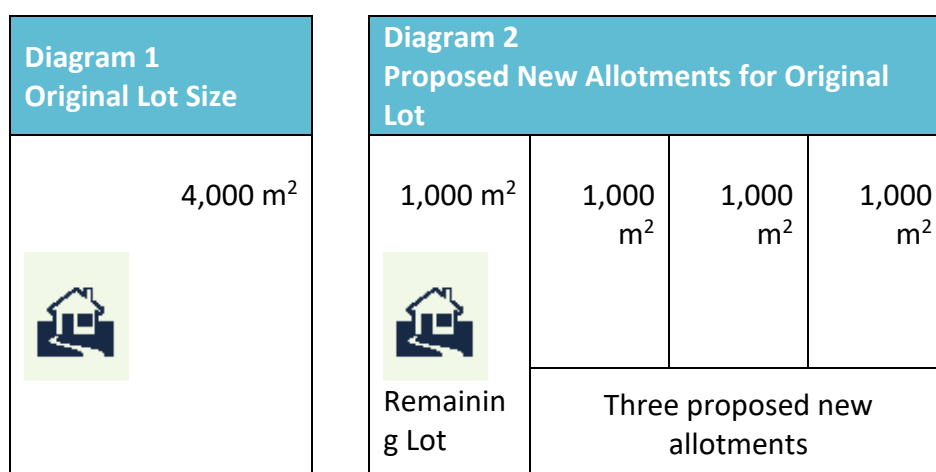 Diagram 1
Original Lot Size
4,000 m²
Diagram 2
Proposed New Allotments for Original
Lot
1,000 m²
1,000
m²
1,000
m²
1,000
m²
Remainin
g Lot
Three proposed new
allotments